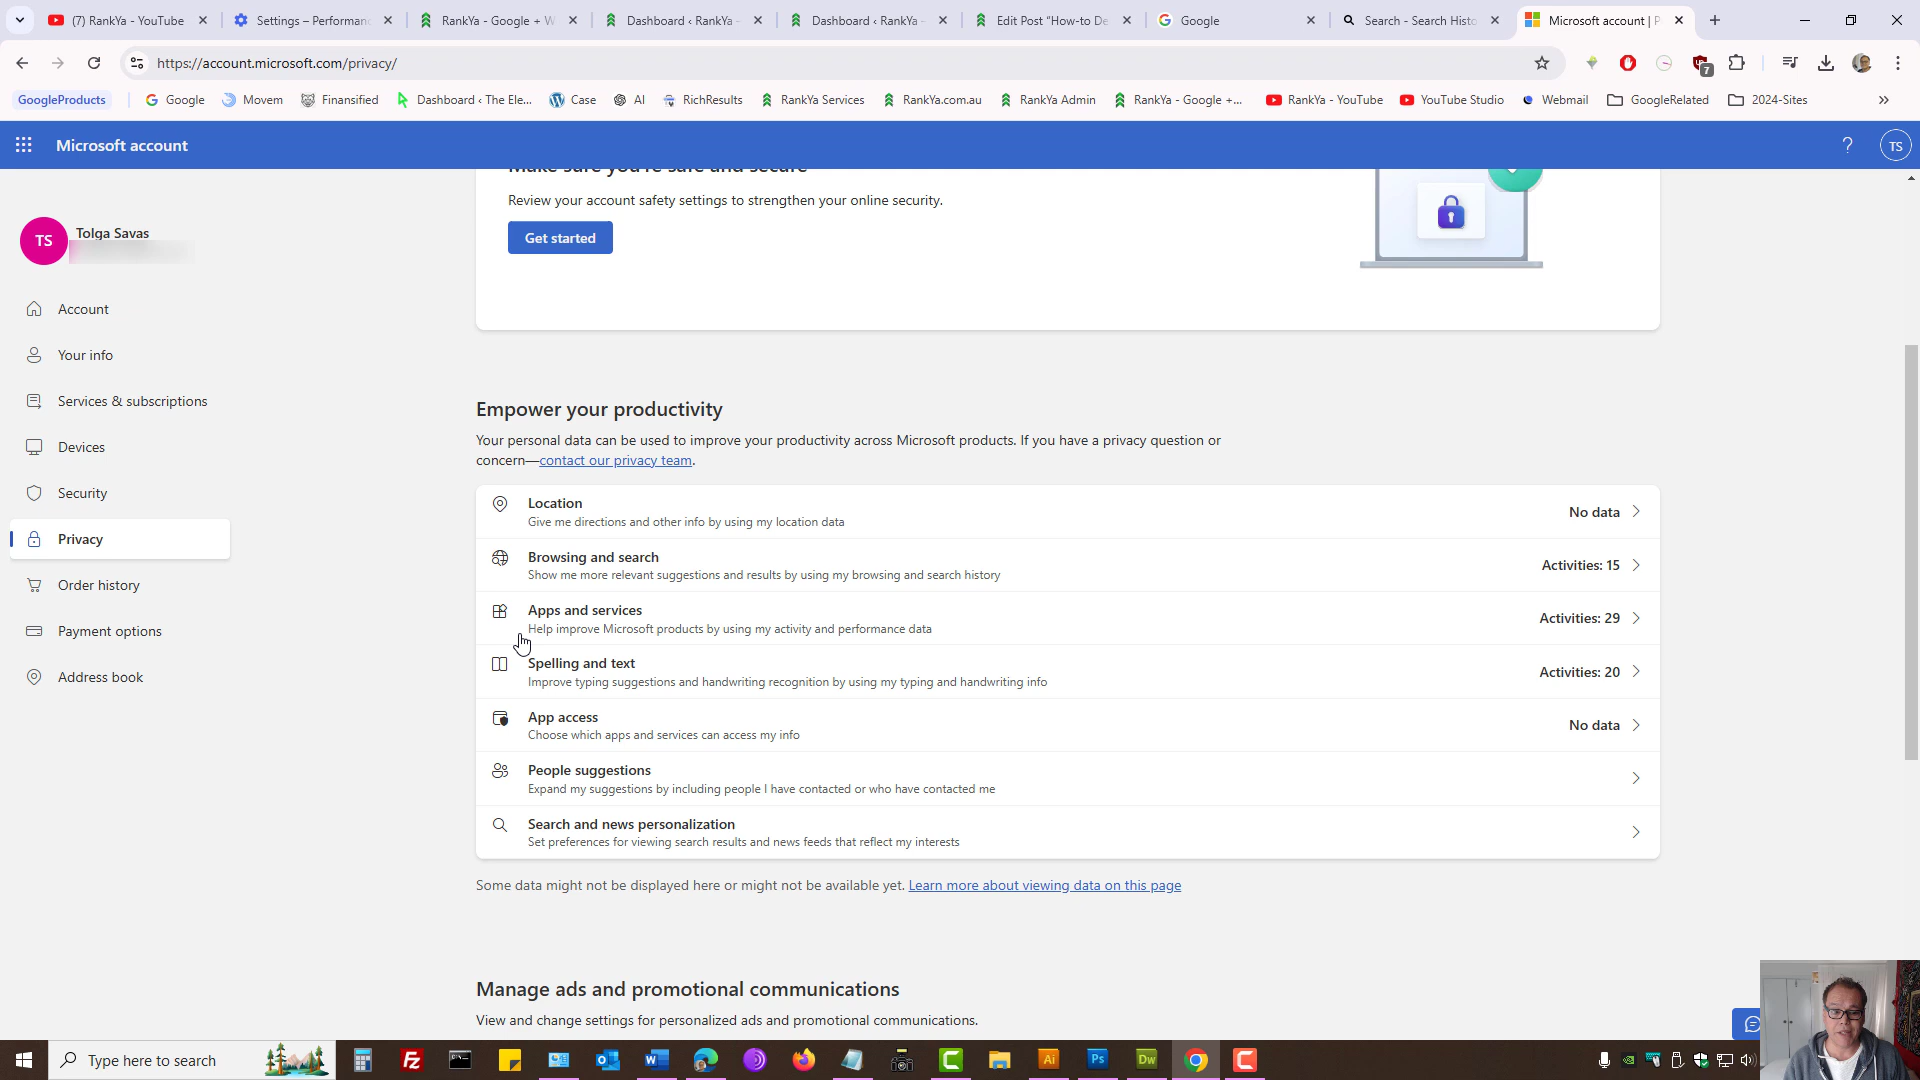 (7) RankYa - YouTube
Settings – Performanc
RankYa - Google + W
Dashboard ‹ RankYa –
Dashboard ‹ RankYa –
Edit Post “How-to De
Google
Search - Search Histo
Microsoft account | P
https://account.microsoft.com/privacy/
7
GoogleProducts
Google
Movem
Finansified
Dashboard ‹ The Ele...
Case
AI
RichResults
RankYa Services
RankYa.com.au
RankYa Admin
RankYa - Google +...
RankYa - YouTube
YouTube Studio
Webmail
GoogleRelated
2024-Sites
Microsoft account
?
TS
TS
Tolga Savas
Account
Your info
Services & subscriptions
Devices
Security
Privacy
Order history
Payment options
Address book
Make sure you're safe and secure
Review your account safety settings to strengthen your online security.
Get started
Empower your productivity
Your personal data can be used to improve your productivity across Microsoft products. If you have a privacy question or
concern—contact our privacy team.
Location
Give me directions and other info by using my location data
No data
Browsing and search
Show me more relevant suggestions and results by using my browsing and search history
Activities: 15
Apps and services
Help improve Microsoft products by using my activity and performance data
Activities: 29
Spelling and text
Improve typing suggestions and handwriting recognition by using my typing and handwriting info
Activities: 20
App access
Choose which apps and services can access my info
No data
People suggestions
Expand my suggestions by including people I have contacted or who have contacted me
Search and news personalization
Set preferences for viewing search results and news feeds that reflect my interests
Some data might not be displayed here or might not be available yet. Learn more about viewing data on this page
Manage ads and promotional communications
View and change settings for personalized ads and promotional communications.
Type here to search
Fz
Ai
Ps
Dw